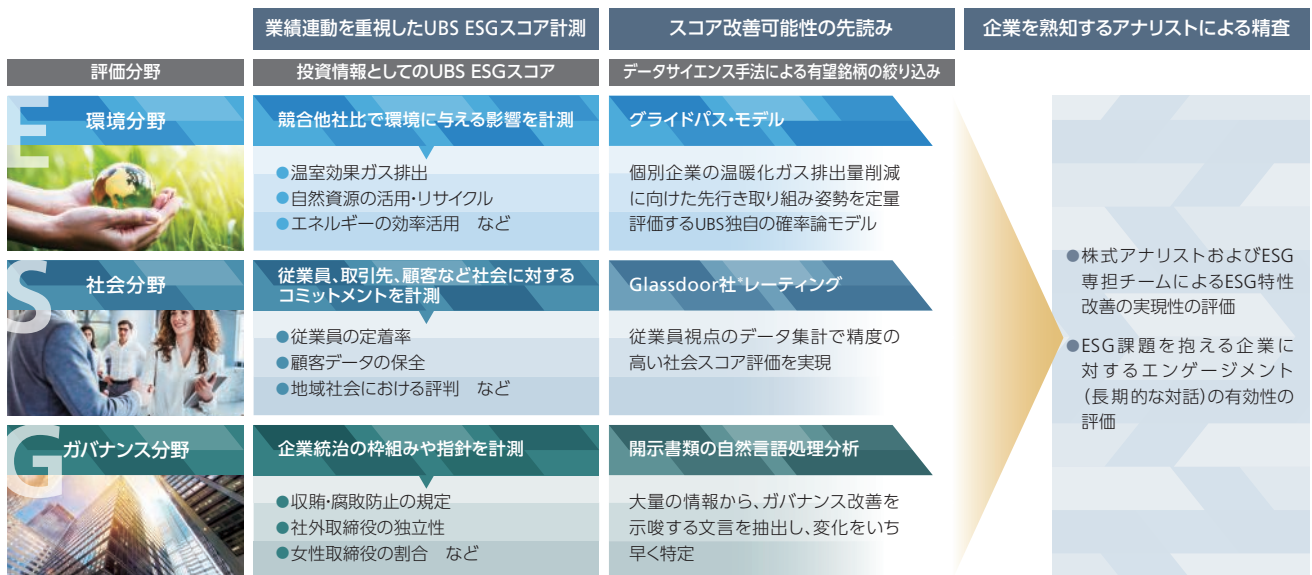 業績連動を重視したUBS ESGスコア計測
スコア改善可能性の先読み
企業を熟知するアナリストによる精査
評価分野
投資情報としてのUBS ESGスコア
データサイエンス手法による有望銘柄の絞り込み
E
環境分野
競合他社比で環境に与える影響を計測
●温室効果ガス排出
●自然資源の活用・リサイクル
●エネルギーの効率活用 など
グライドパス・モデル
個別企業の温暖化ガス排出量削減
に向けた先行き取り組み姿勢を定量
評価するUBS独自の確率論モデル
S
社会分野
従業員、取引先、顧客など社会に対する
コミットメントを計測
●従業員の定着率
●顧客データの保全
●地域社会における評判 など
Glassdoor社*レーティング
従業員視点のデータ集計で精度の
高い社会スコア評価を実現
G
ガバナンス分野
企業統治の枠組みや指針を計測
●収賄・腐敗防止の規定
●社外取締役の独立性
●女性取締役の割合 など
開示書類の自然言語処理分析
大量の情報から、ガバナンス改善を
示唆する文言を抽出し、変化をいち
早く特定
●株式アナリストおよびESG
専担チームによるESG特性
改善の実現性の評価
●ESG課題を抱える企業に
対するエンゲージメント
(長期的な対話)の有効性の
評価